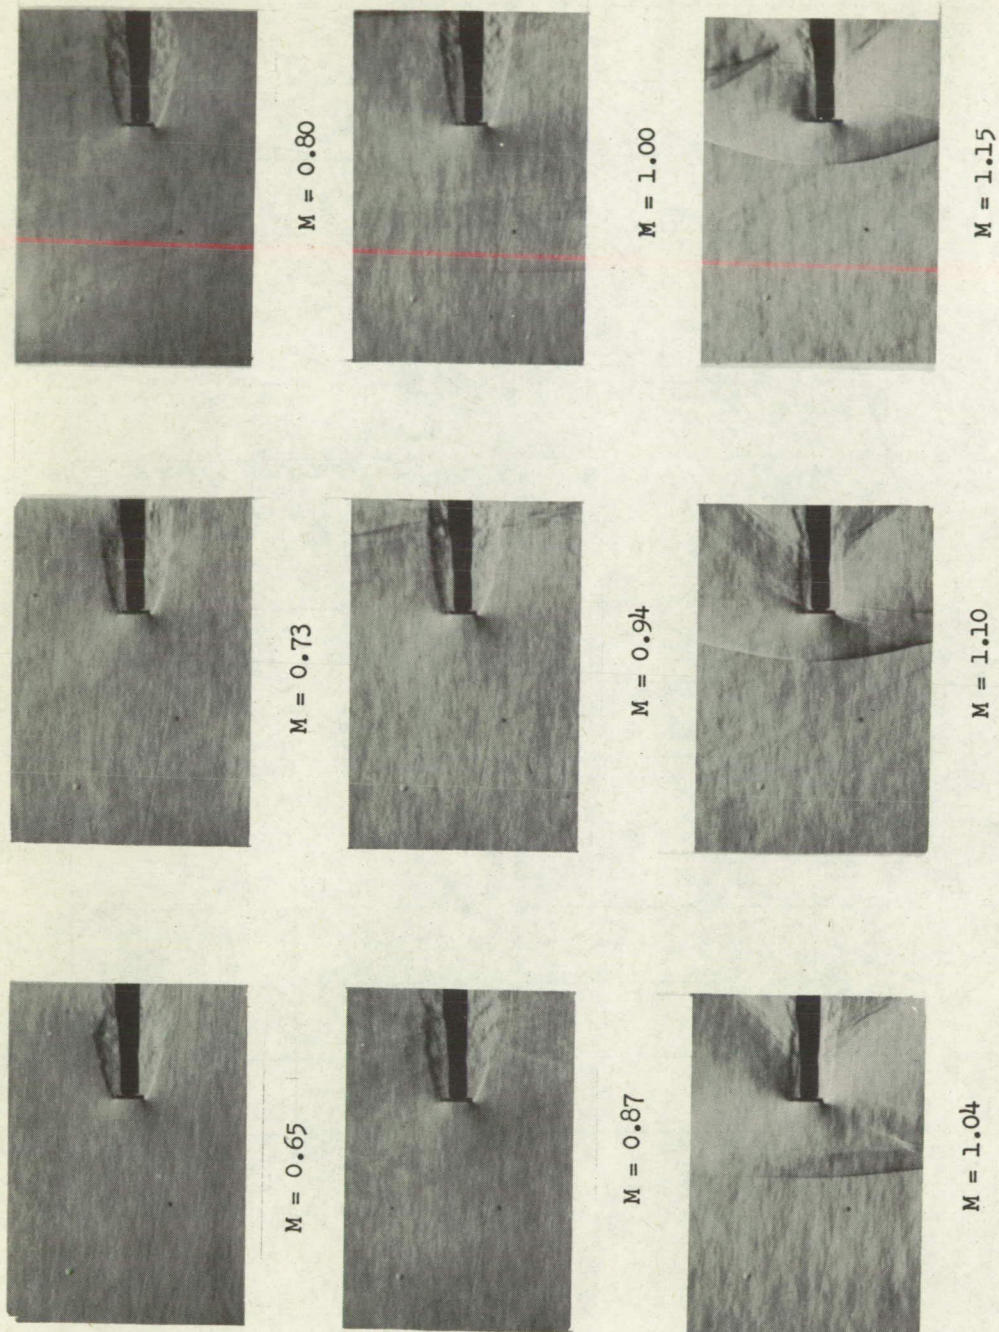 M = 0.65
M = 0.73
M = 0.80
M = 0.87
M = 0.94
M = 1.00
M = 1.04
M = 1.10
M = 1.15